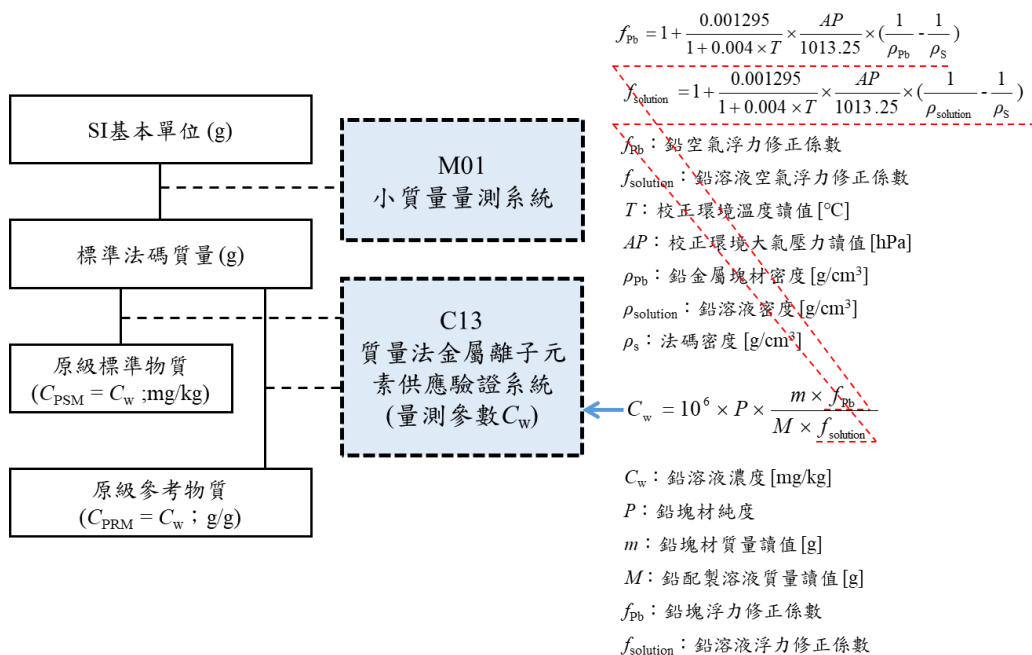 SI基本單位 (g)
M01
小質量量測系統
標準法碼質量 (g)
C13
質量法金屬離子元
素供應驗證系統
(量測參數Cw)
原級標準物質
(CPSM = Cw ;mg/kg)
原級參考物質
(CPRM = Cw； g/g)
fPb = 1 + 0.001295 / (1 + 0.004 × T) × AP / 1013.25 × (1/ρPb - 1/ρS)
fsolution = 1 + 0.001295 / (1 + 0.004 × T) × AP / 1013.25 × (1/ρsolution - 1/ρS)
fPb：鉛空氣浮力修正係數
fsolution：鉛溶液空氣浮力修正係數
T：校正環境溫度讀值 [℃]
AP：校正環境大氣壓力讀值 [hPa]
ρPb：鉛金屬塊材密度 [g/cm³]
ρsolution：鉛溶液密度 [g/cm³]
ρs：法碼密度 [g/cm³]
Cw = 10⁶ × P × (m × fPb) / (M × fsolution)
Cw：鉛溶液濃度 [mg/kg]
P：鉛塊材純度
m：鉛塊材質量讀值 [g]
M：鉛配製溶液質量讀值 [g]
fPb：鉛塊浮力修正係數
fsolution：鉛溶液浮力修正係數